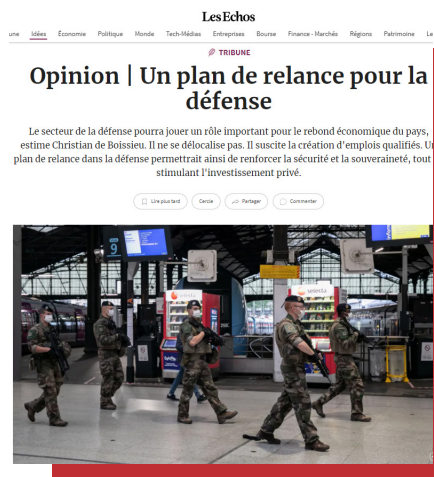 Les Echos
une Idées Économie Politique Monde Tech-Médias Entreprises Bourse Finance - Marchés Régions Patrimoine Le
TRIBUNE
Opinion | Un plan de relance pour la
défense
Le secteur de la défense pourra jouer un rôle important pour le rebond économique du pays,
estime Christian de Boissieu. Il ne se délocalise pas. Il suscite la création d'emplois qualifiés. Un
plan de relance dans la défense permettrait ainsi de renforcer la sécurité et la souveraineté, tout
stimulant l'investissement privé.
Lire plus tard Cercle Partager Commenter
9
selecta
selecta